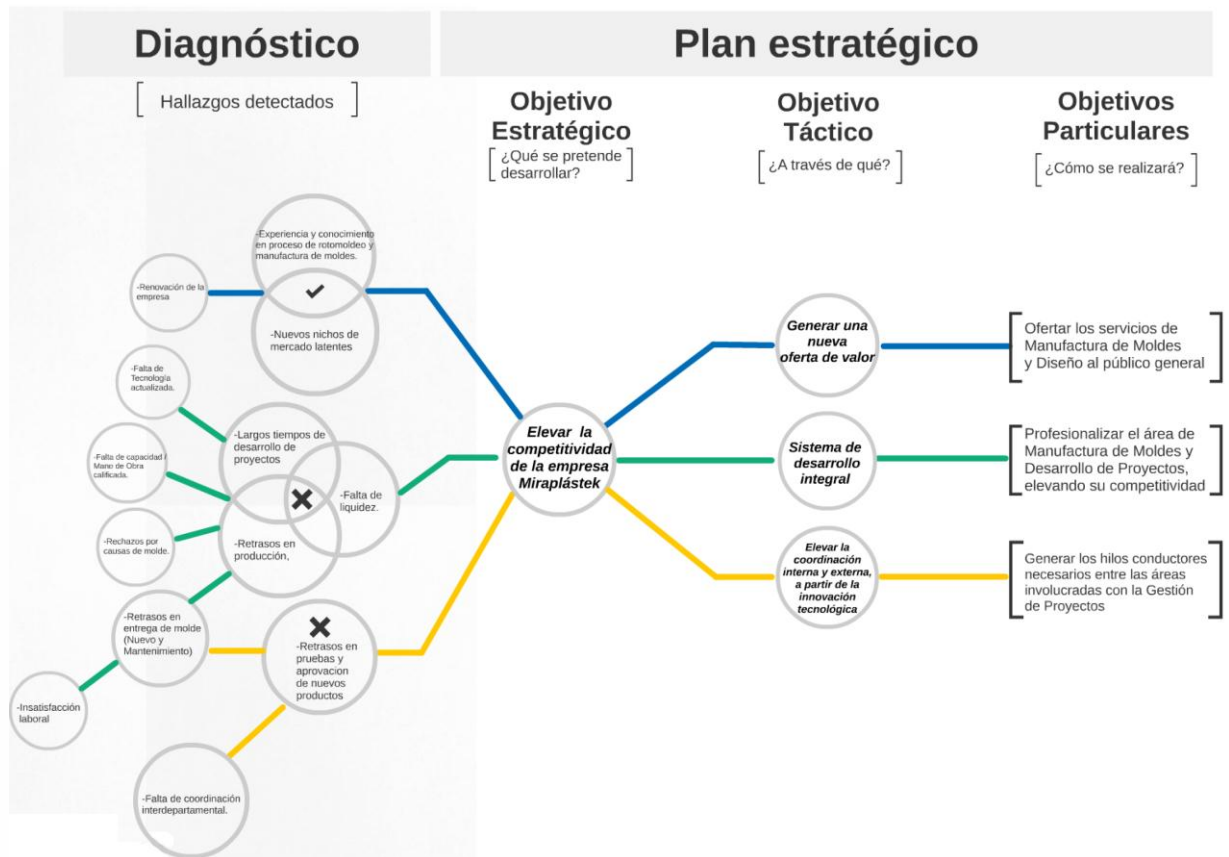 Diagnóstico
Plan estratégico
Hallazgos detectados
Objetivo
Estratégico
¿Qué se pretende
desarrollar?
Objetivo
Táctico
¿A través de qué?
Objetivos
Particulares
¿Cómo se realizará?
-Experiencia y conocimiento
en proceso de rotomoldeo y
manufactura de moldes.
-Renovación de la
empresa
-Nuevos nichos de
mercado latentes
-Falta de
Tecnología
actualizada.
-Largos tiempos de
desarrollo de
proyectos
-Falta de capacidad /
Mano de Obra
calificada.
-Falta de
liquidez.
-Rechazos por
causas de molde.
-Retrasos en
producción,
-Retrasos en
entrega de molde
(Nuevo y
Mantenimiento)
-Retrasos en
pruebas y
aprovacion
de nuevos
productos
-Insatisfacción
laboral
-Falta de coordinación
interdepartamental.
Elevar la
competitividad
de la empresa
Miraplástek
Generar una
nueva
oferta de valor
Ofertar los servicios de
Manufactura de Moldes
y Diseño al público general
Sistema de
desarrollo
integral
Profesionalizar el área de
Manufactura de Moldes y
Desarrollo de Proyectos,
elevando su competitividad
Elevar la
coordinación
interna y externa,
a partir de la
innovación
tecnológica
Generar los hilos conductores
necesarios entre las áreas
involucradas con la Gestión
de Proyectos